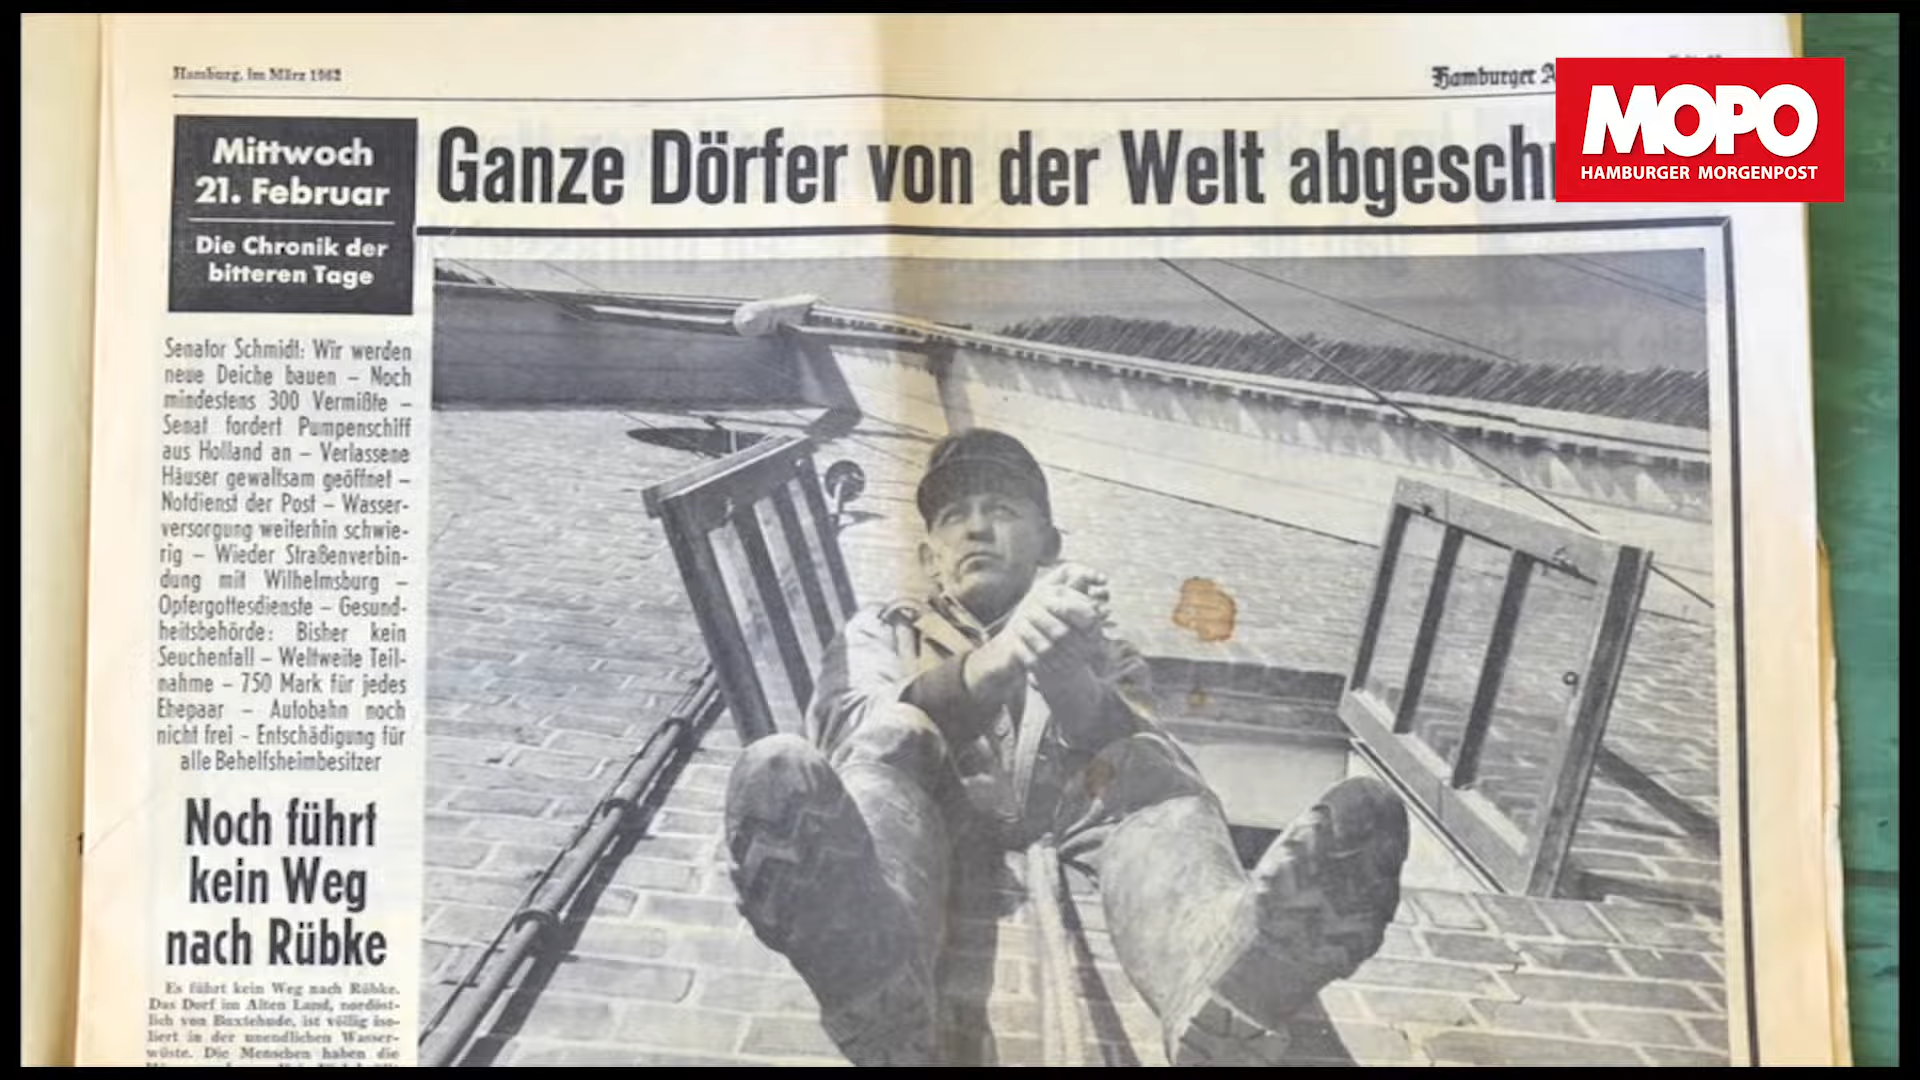 Hamburg, im März 1962
Hamburger A
MOPO
HAMBURGER MORGENPOST
Mittwoch
21. Februar
Die Chronik der
bitteren Tage
Ganze Dörfer von der Welt abgesch
Senator Schmidt: Wir werden
neue Deiche bauen – Noch
mindestens 300 Vermißte –
Senat fordert Pumpenschiff
aus Holland an – Verlassene
Häuser gewaltsam geöffnet –
Notdienst der Post – Wasser-
versorgung weiterhin schwie-
rig – Wieder Straßenverbin-
dung mit Wilhelmsburg –
Opfergottesdienste – Gesund-
heitsbehörde: Bisher kein
Seuchenfall – Weltweite Teil-
nahme – 750 Mark für jedes
Ehepaar – Autobahn noch
nicht frei – Entschädigung für
alle Behelfsheimbesitzer
Noch führt
kein Weg
nach Rübke
Es führt kein Weg nach Rübke.
Das Dorf im Alten Land, nordöst-
lich von Buxtehude, ist völlig iso-
liert in der unendlichen Wasser-
wüste. Die Menschen haben die